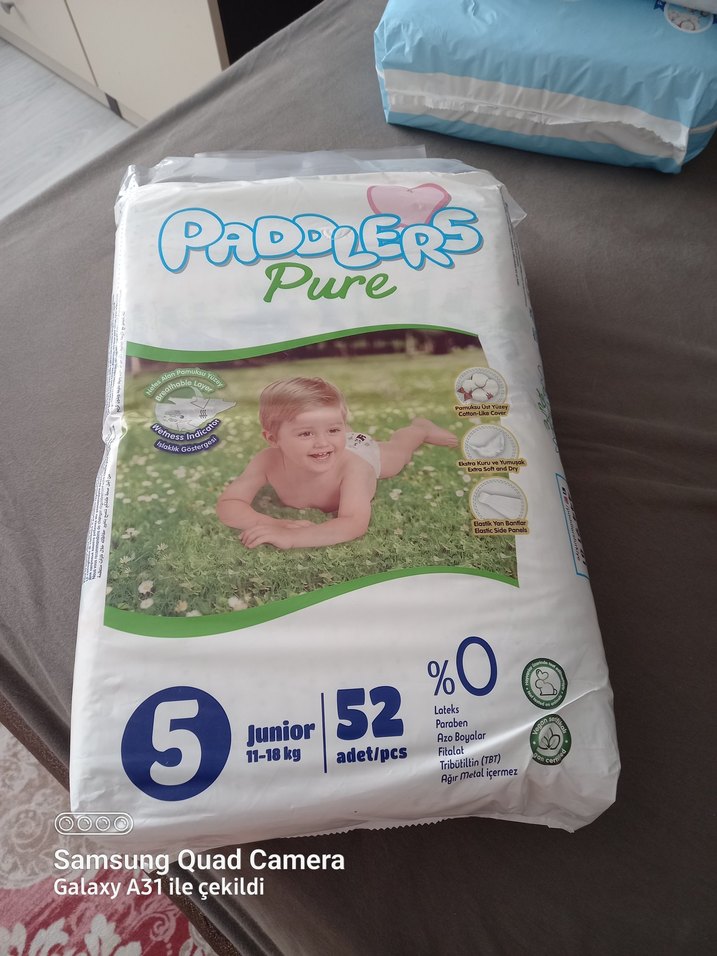 PADDLERS
Pure
Nefes Alan Pamuksu Yüzey
Breathable Layer
Wetness Indicator
Islaklık Göstergesi
Pamuksu Üst Yüzey
Cotton-Like Cover
Ekstra Kuru ve Yumuşak
Extra Soft and Dry
Elastik Yan Bantlar
Elastic Side Panels
5
Junior
11-18 kg
52
adet/pcs
%0
Lateks
Paraben
Azo Boyalar
Fitalat
Tribütiltin (TBT)
Ağır Metal içermez
Samsung Quad Camera
Galaxy A31 ile çekildi